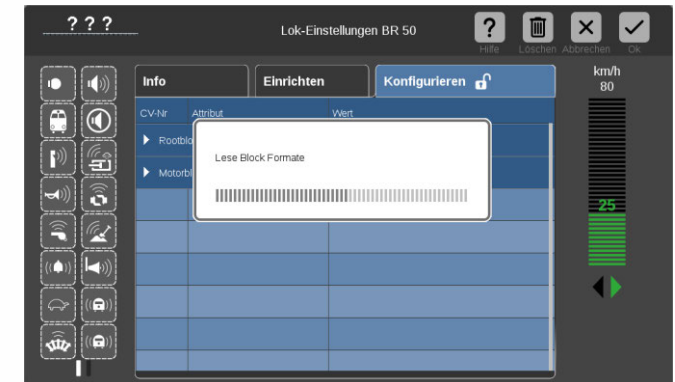 ? ? ?
Lok-Einstellungen BR 50
?
Hilfe
Löschen
Abbrechen
Ok
Info
Einrichten
Konfigurieren
km/h
80
CV-Nr
Attribut
Wert
Lese Block Formate
25